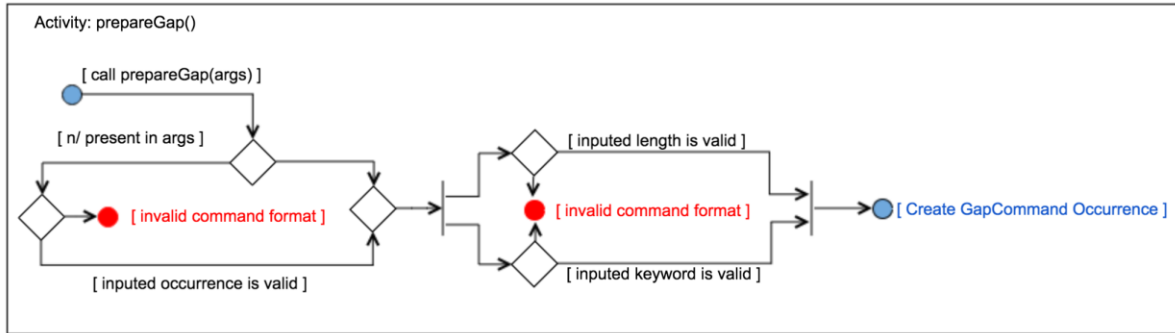 Activity: prepareGap()
[ call prepareGap(args) ]
[ n/ present in args ]
[ invalid command format ]
[ inputed occurrence is valid ]
[ inputed length is valid ]
[ invalid command format ]
[ inputed keyword is valid ]
[ Create GapCommand Occurrence ]